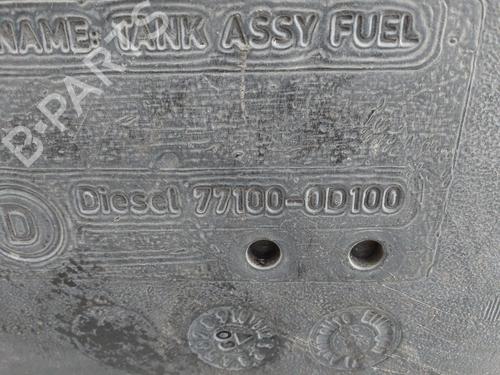 NAME: TANK ASSY FUEL
B-PARTS
Diesel 77100-0D100
D